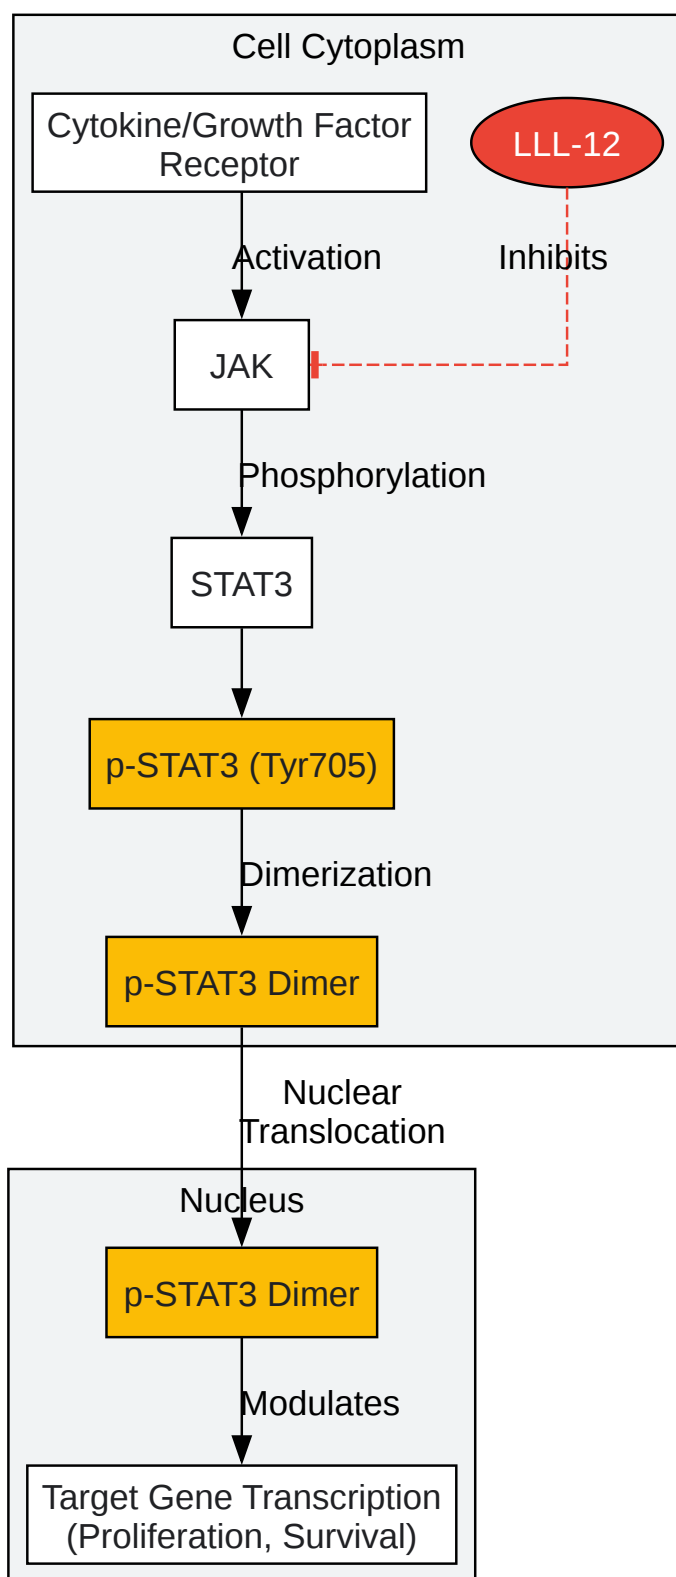 Cell Cytoplasm
Cytokine/Growth Factor
Receptor
LLL-12
Activation
Inhibits
JAK
Phosphorylation
STAT3
p-STAT3 (Tyr705)
Dimerization
p-STAT3 Dimer
Nuclear
Translocation
Nucleus
p-STAT3 Dimer
Modulates
Target Gene Transcription
(Proliferation, Survival)